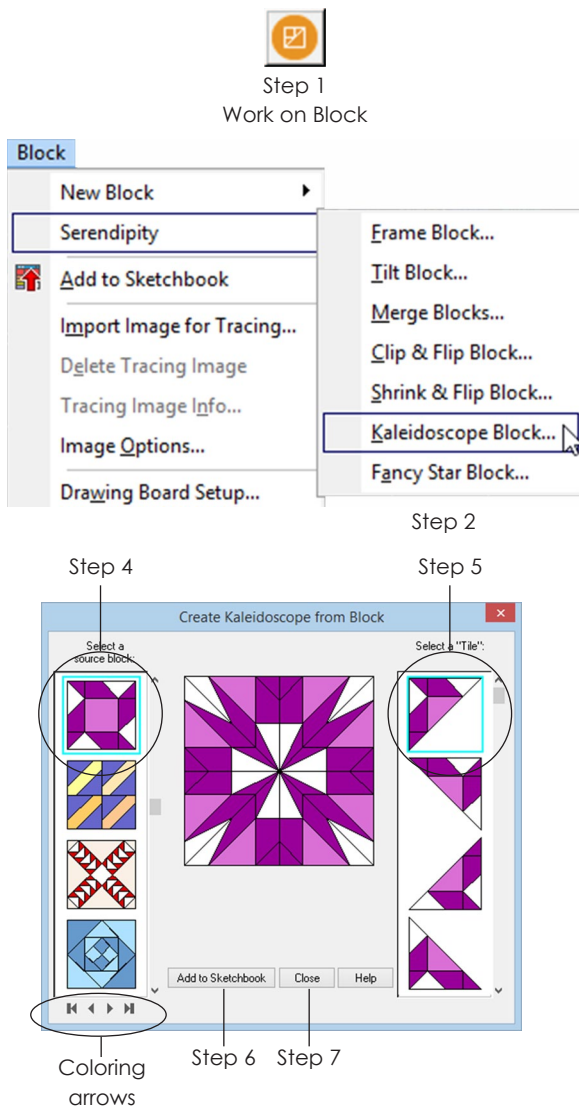 Step 1
Work on Block
Block
New Block
Serendipity
Add to Sketchbook
Import Image for Tracing...
Delete Tracing Image
Tracing Image Info...
Image Options...
Drawing Board Setup...
Frame Block...
Tilt Block...
Merge Blocks...
Clip & Flip Block...
Shrink & Flip Block...
Kaleidoscope Block...
Fancy Star Block...
Step 2
Step 4
Step 5
Create Kaleidoscope from Block
Select a
source block:
Select a "Tile":
Add to Sketchbook
Close
Help
Step 6
Step 7
Coloring
arrows